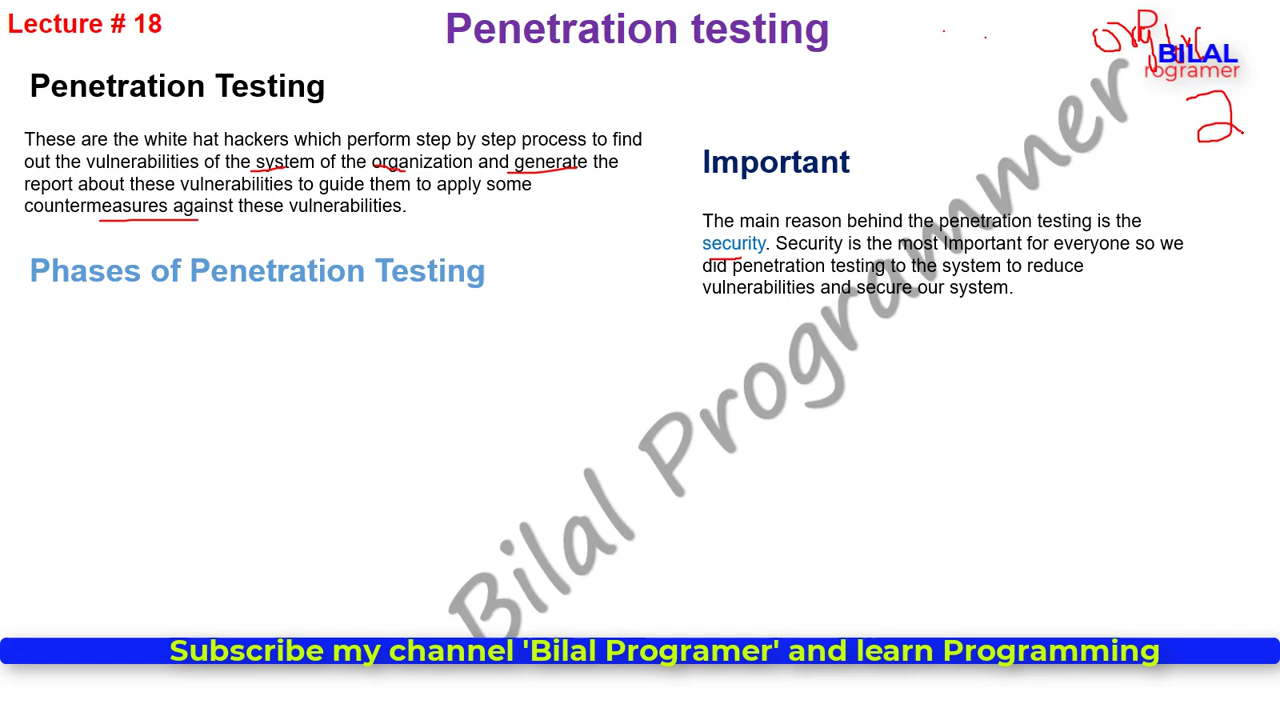 Lecture # 18
Penetration testing
BILAL
rogramer
2
Penetration Testing
These are the white hat hackers which perform step by step process to find
out the vulnerabilities of the system of the organization and generate the
report about these vulnerabilities to guide them to apply some
countermeasures against these vulnerabilities.
Phases of Penetration Testing
Important
The main reason behind the penetration testing is the
security. Security is the most Important for everyone so we
did penetration testing to the system to reduce
vulnerabilities and secure our system.
Bilal Programmer
Subscribe my channel 'Bilal Programer' and learn Programming